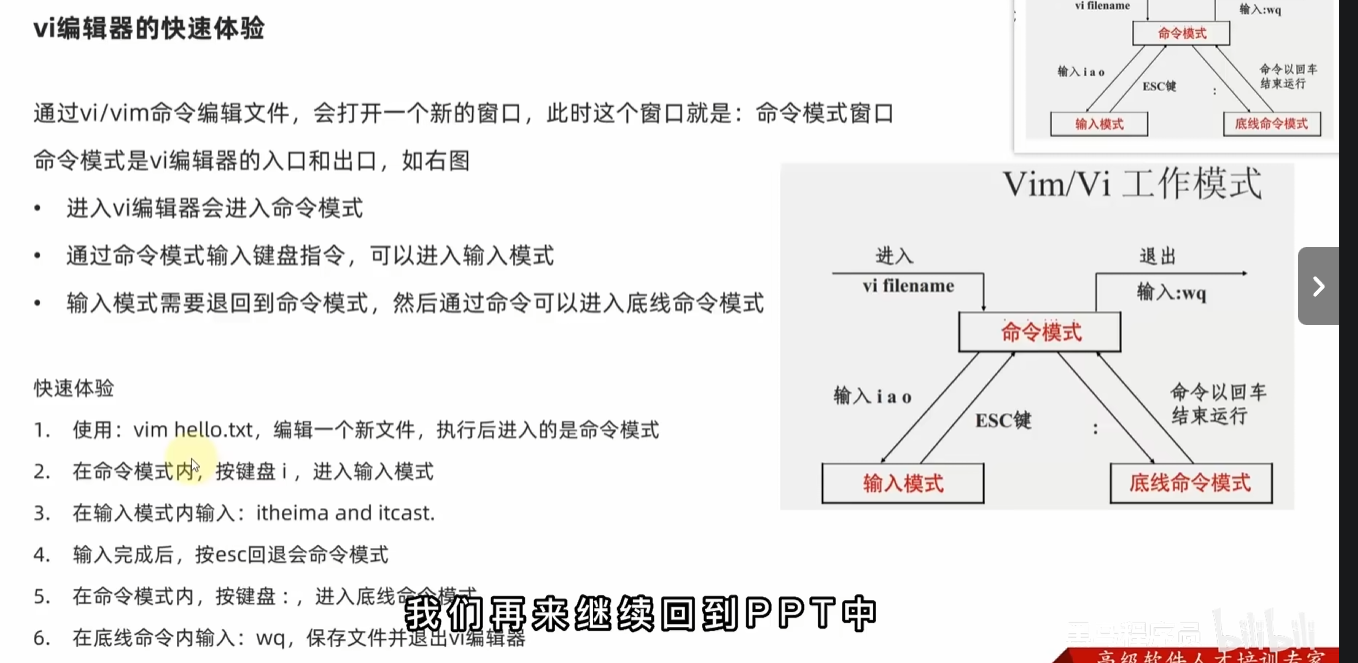 vi编辑器的快速体验
通过vi/vim命令编辑文件，会打开一个新的窗口，此时这个窗口就是：命令模式窗口
命令模式是vi编辑器的入口和出口，如右图
• 进入vi编辑器会进入命令模式
• 通过命令模式输入键盘指令，可以进入输入模式
• 输入模式需要退回到命令模式，然后通过命令可以进入底线命令模式
快速体验
1. 使用：vim hello.txt，编辑一个新文件，执行后进入的是命令模式
2. 在命令模式内，按键盘 i ，进入输入模式
3. 在输入模式内输入：itheima and itcast.
4. 输入完成后，按esc回退会命令模式
5. 在命令模式内，按键盘 : ，进入底线命令模式
6. 在底线命令内输入：wq，保存文件并退出vi编辑器
vi filename
输入:wq
命令模式
输入 i a o
ESC键
:
命令以回车
结束运行
输入模式
底线命令模式
Vim/Vi 工作模式
进入
vi filename
退出
输入:wq
命令模式
输入 i a o
ESC键
:
命令以回车
结束运行
输入模式
底线命令模式
我们再来继续回到PPT中
bilibili
高级软件人才培训专家